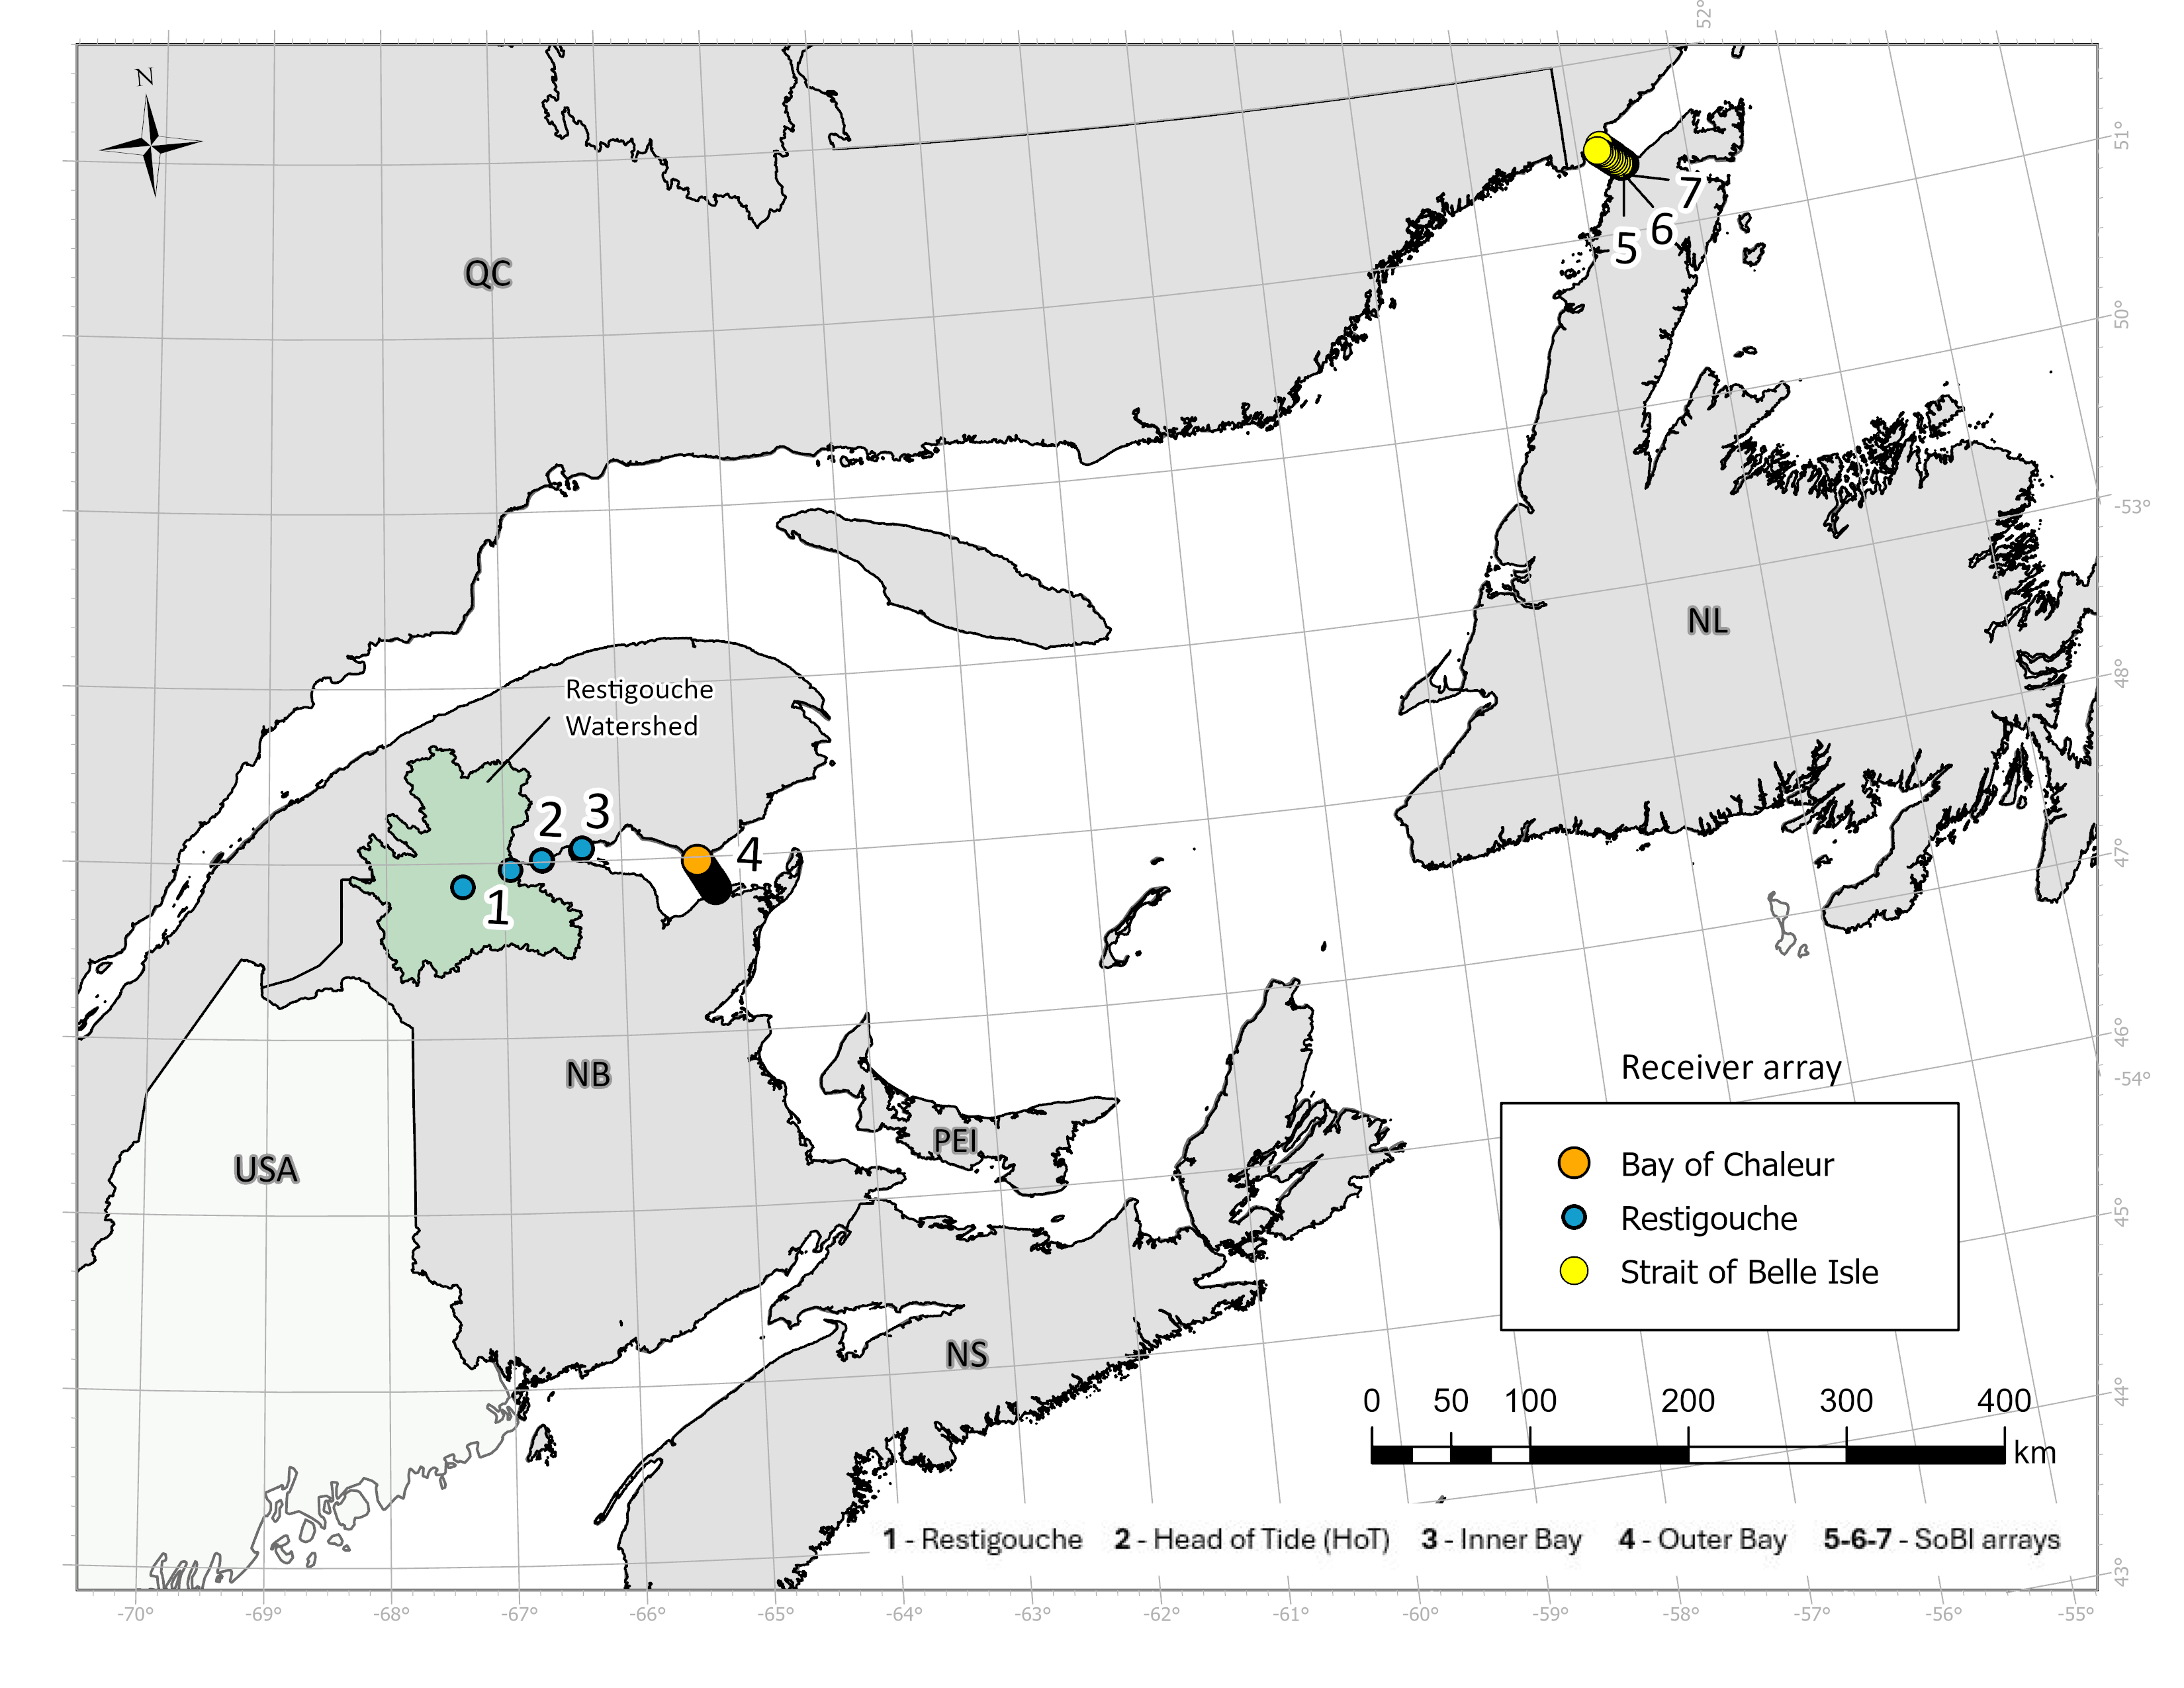 52°
N
51°
7
6
5
QC
50°
-53°
NL
48°
Restigouche
Watershed
2
3
4
47°
1
46°
NB
Receiver array
-54°
PEI
USA
Bay of Chaleur
Restigouche
45°
Strait of Belle Isle
NS
44°
0 50 100 200 300 400
km
1 - Restigouche 2 - Head of Tide (HoT) 3 - Inner Bay 4 - Outer Bay 5-6-7 - SoBI arrays
43°
-70° -69° -68° -67° -66° -65° -64° -63° -62° -61° -60° -59° -58° -57° -56° -55°